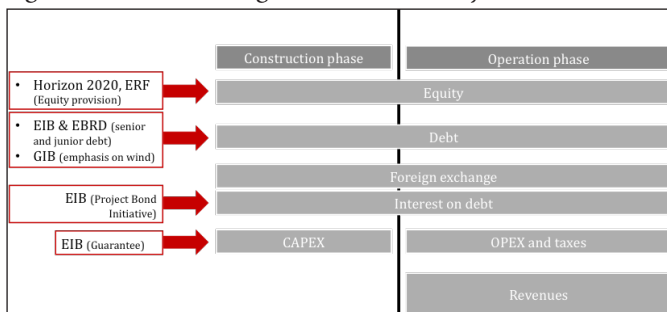 Construction phase
Operation phase
• Horizon 2020, ERF
(Equity provision)
Equity
• EIB & EBRD (senior
and junior debt)
• GIB (emphasis on wind)
Debt
Foreign exchange
EIB (Project Bond
Initiative)
Interest on debt
EIB (Guarantee)
CAPEX
OPEX and taxes
Revenues